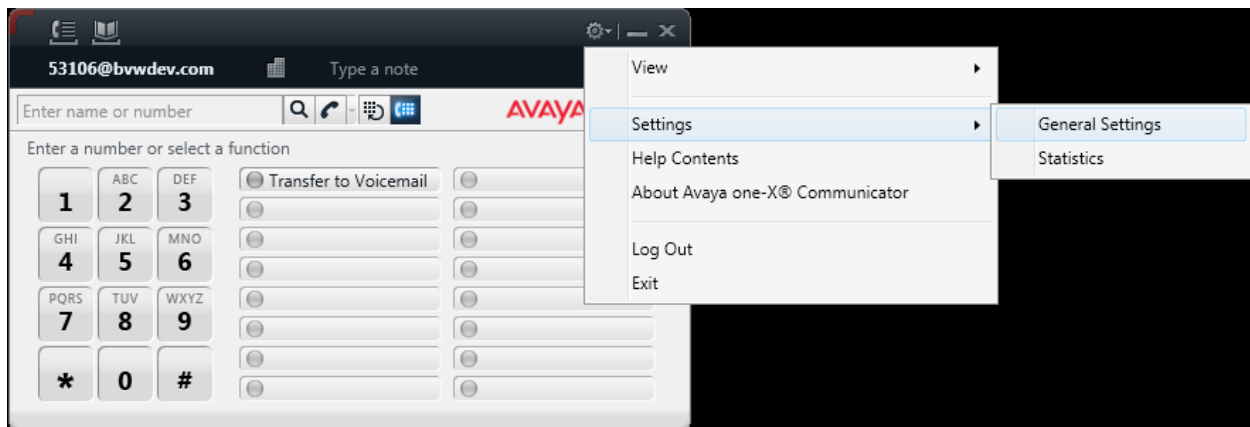 53106@bvwdev.com
Type a note
Enter name or number
AVAYA
Enter a number or select a function
1
ABC
2
DEF
3
GHI
4
JKL
5
MNO
6
PQRS
7
TUV
8
WXYZ
9
*
0
#
Transfer to Voicemail
View
Settings
Help Contents
About Avaya one-X® Communicator
Log Out
Exit
General Settings
Statistics